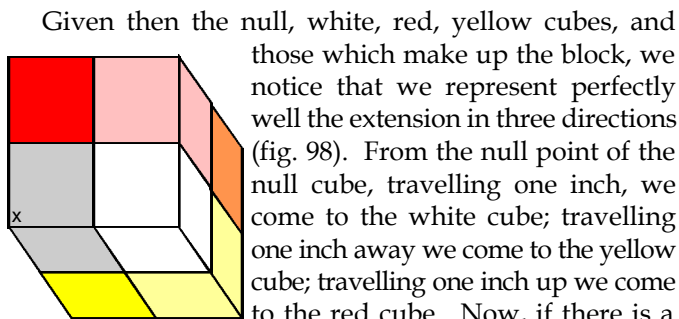 Given then the null, white, red, yellow cubes, and
those which make up the block, we
notice that we represent perfectly
well the extension in three directions
(fig. 98). From the null point of the
null cube, travelling one inch, we
come to the white cube; travelling
one inch away we come to the yellow
cube; travelling one inch up we come
to the red cube. Now, if there is a
x